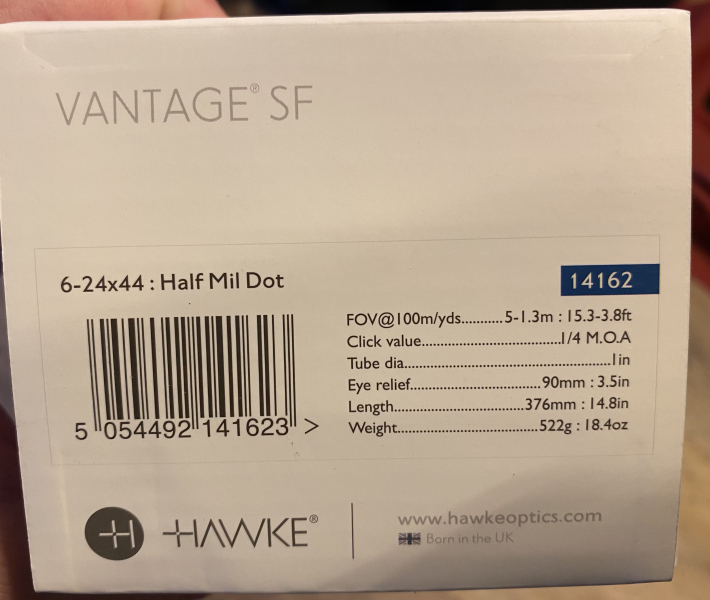 VANTAGE® SF
6-24x44 : Half Mil Dot
14162
FOV@100m/yds..........5-1.3m : 15.3-3.8ft
Click value.................................1/4 M.O.A
Tube dia..................................................1in
Eye relief..............................90mm : 3.5in
Length..............................376mm : 14.8in
Weight.................................522g : 18.4oz
5 054492 141623 >
HAWKE®
www.hawkeoptics.com
Born in the UK